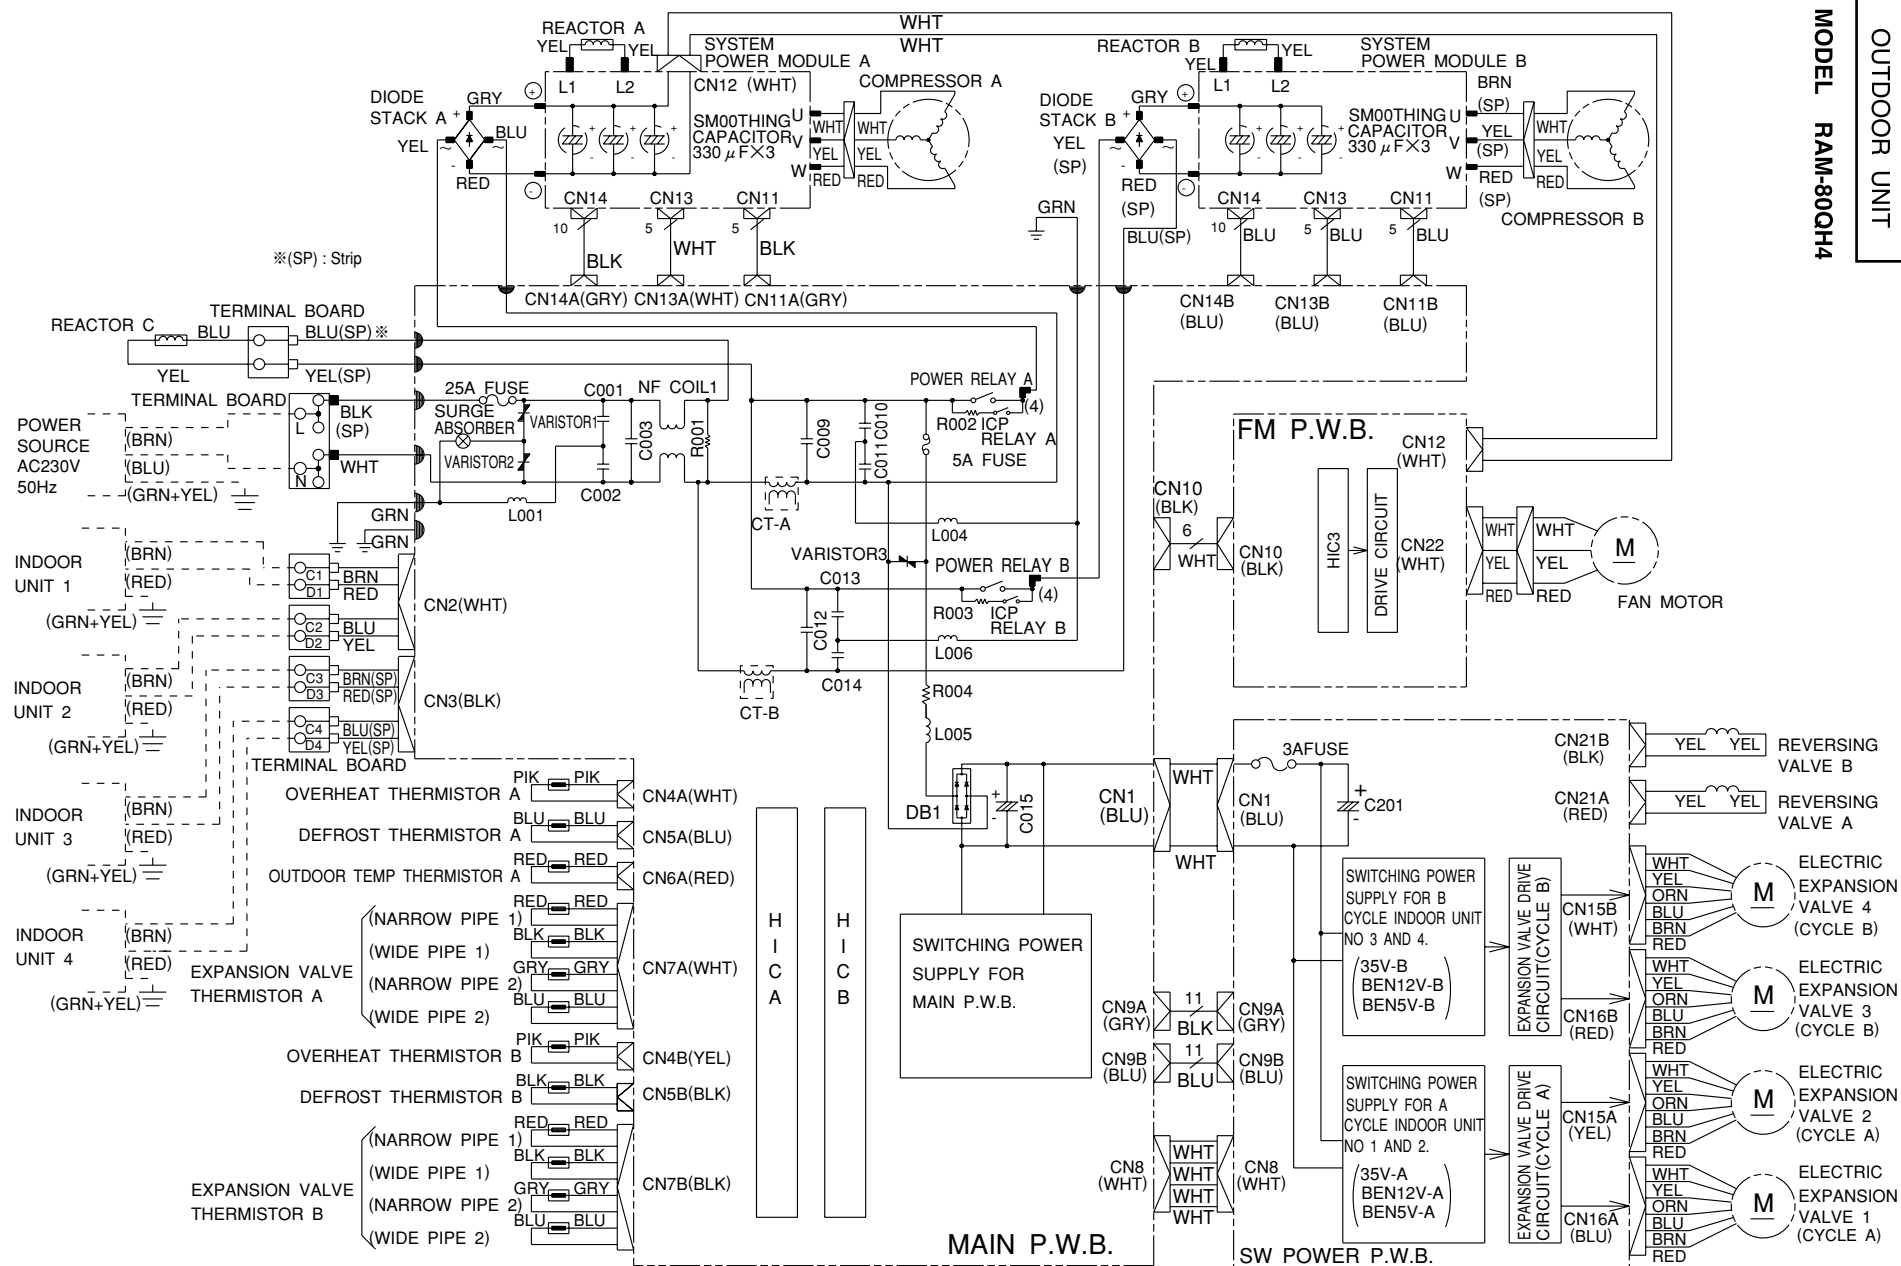 OUTDOOR UNIT
MODEL RAM-80QH4
WHT
WHT
REACTOR A
YEL
YEL
SYSTEM
POWER MODULE A
L1
L2
CN12 (WHT)
COMPRESSOR A
DIODE
STACK A
+
GRY
BLU
YEL
~
~
-
RED
+
-
SM00THING
CAPACITOR
330 μF×3
+
+
+
-
-
-
U
V
W
WHT
YEL
RED
WHT
YEL
RED
CN14
CN13
CN11
10
5
5
BLK
WHT
BLK
CN14A(GRY)
CN13A(WHT)
CN11A(GRY)
REACTOR B
YEL
YEL
SYSTEM
POWER MODULE B
L1
L2
DIODE
STACK B
+
GRY
YEL
(SP)
~
~
-
RED
(SP)
BLU(SP)
+
-
SM00THING
CAPACITOR
330 μF×3
+
+
+
-
-
-
BRN
(SP)
U
YEL
V
(SP)
W
RED
(SP)
WHT
YEL
RED
COMPRESSOR B
CN14
CN13
CN11
10
5
5
BLU
BLU
BLU
CN14B
(BLU)
CN13B
(BLU)
CN11B
(BLU)
GRN
※(SP) : Strip
TERMINAL BOARD
REACTOR C
BLU
BLU(SP)※
YEL
YEL(SP)
TERMINAL BOARD
POWER
SOURCE
AC230V
50Hz
(BRN)
(BLU)
(GRN+YEL)
L
N
BLK
(SP)
WHT
GRN
GRN
25A FUSE
SURGE
ABSORBER
VARISTOR1
VARISTOR2
C001
C002
C003
NF COIL1
R001
L001
CT-A
C009
C011
C010
POWER RELAY A
(4)
R002
ICP
RELAY A
5A FUSE
L004
VARISTOR3
POWER RELAY B
(4)
C013
C012
C014
R003
ICP
RELAY B
L006
CT-B
R004
L005
DB1
+
-
C015
INDOOR
UNIT 1
(BRN)
(RED)
(GRN+YEL)
C1
D1
BRN
RED
C2
D2
BLU
YEL
CN2(WHT)
INDOOR
UNIT 2
(BRN)
(RED)
(GRN+YEL)
C3
D3
BRN(SP)
RED(SP)
C4
D4
BLU(SP)
YEL(SP)
CN3(BLK)
TERMINAL BOARD
INDOOR
UNIT 3
(BRN)
(RED)
(GRN+YEL)
INDOOR
UNIT 4
(BRN)
(RED)
(GRN+YEL)
OVERHEAT THERMISTOR A
PIK
PIK
CN4A(WHT)
DEFROST THERMISTOR A
BLU
BLU
CN5A(BLU)
OUTDOOR TEMP THERMISTOR A
RED
RED
CN6A(RED)
EXPANSION VALVE
THERMISTOR A
(NARROW PIPE 1)
RED
RED
(WIDE PIPE 1)
BLK
BLK
(NARROW PIPE 2)
GRY
GRY
(WIDE PIPE 2)
BLU
BLU
CN7A(WHT)
OVERHEAT THERMISTOR B
PIK
PIK
CN4B(YEL)
DEFROST THERMISTOR B
BLK
BLK
CN5B(BLK)
EXPANSION VALVE
THERMISTOR B
(NARROW PIPE 1)
RED
RED
(WIDE PIPE 1)
BLK
BLK
(NARROW PIPE 2)
GRY
GRY
(WIDE PIPE 2)
BLU
BLU
CN7B(BLK)
HICA
HICB
SWITCHING POWER
SUPPLY FOR
MAIN P.W.B.
MAIN P.W.B.
FM P.W.B.
CN12
(WHT)
CN10
(BLK)
6
WHT
CN10
(BLK)
HIC3
DRIVE CIRCUIT
CN22
(WHT)
WHT
YEL
RED
WHT
YEL
RED
M
FAN MOTOR
CN1
(BLU)
WHT
WHT
CN1
(BLU)
3AFUSE
+
-
C201
CN9A
(GRY)
11
BLK
CN9A
(GRY)
CN9B
(BLU)
11
BLU
CN9B
(BLU)
CN8
(WHT)
WHT
WHT
WHT
WHT
CN8
(WHT)
CN21B
(BLK)
YEL
YEL
REVERSING
VALVE B
CN21A
(RED)
YEL
YEL
REVERSING
VALVE A
SWITCHING POWER
SUPPLY FOR B
CYCLE INDOOR UNIT
NO 3 AND 4.
(35V-B
BEN12V-B
BEN5V-B)
EXPANSION VALVE DRIVE
CIRCUIT(CYCLE B)
CN15B
(WHT)
CN16B
(RED)
WHT
YEL
ORN
BLU
BRN
RED
M
ELECTRIC
EXPANSION
VALVE 4
(CYCLE B)
WHT
YEL
ORN
BLU
BRN
RED
M
ELECTRIC
EXPANSION
VALVE 3
(CYCLE B)
SWITCHING POWER
SUPPLY FOR A
CYCLE INDOOR UNIT
NO 1 AND 2.
(35V-A
BEN12V-A
BEN5V-A)
EXPANSION VALVE DRIVE
CIRCUIT(CYCLE A)
CN15A
(YEL)
CN16A
(BLU)
WHT
YEL
ORN
BLU
BRN
RED
M
ELECTRIC
EXPANSION
VALVE 2
(CYCLE A)
WHT
YEL
ORN
BLU
BRN
RED
M
ELECTRIC
EXPANSION
VALVE 1
(CYCLE A)
SW POWER P.W.B.